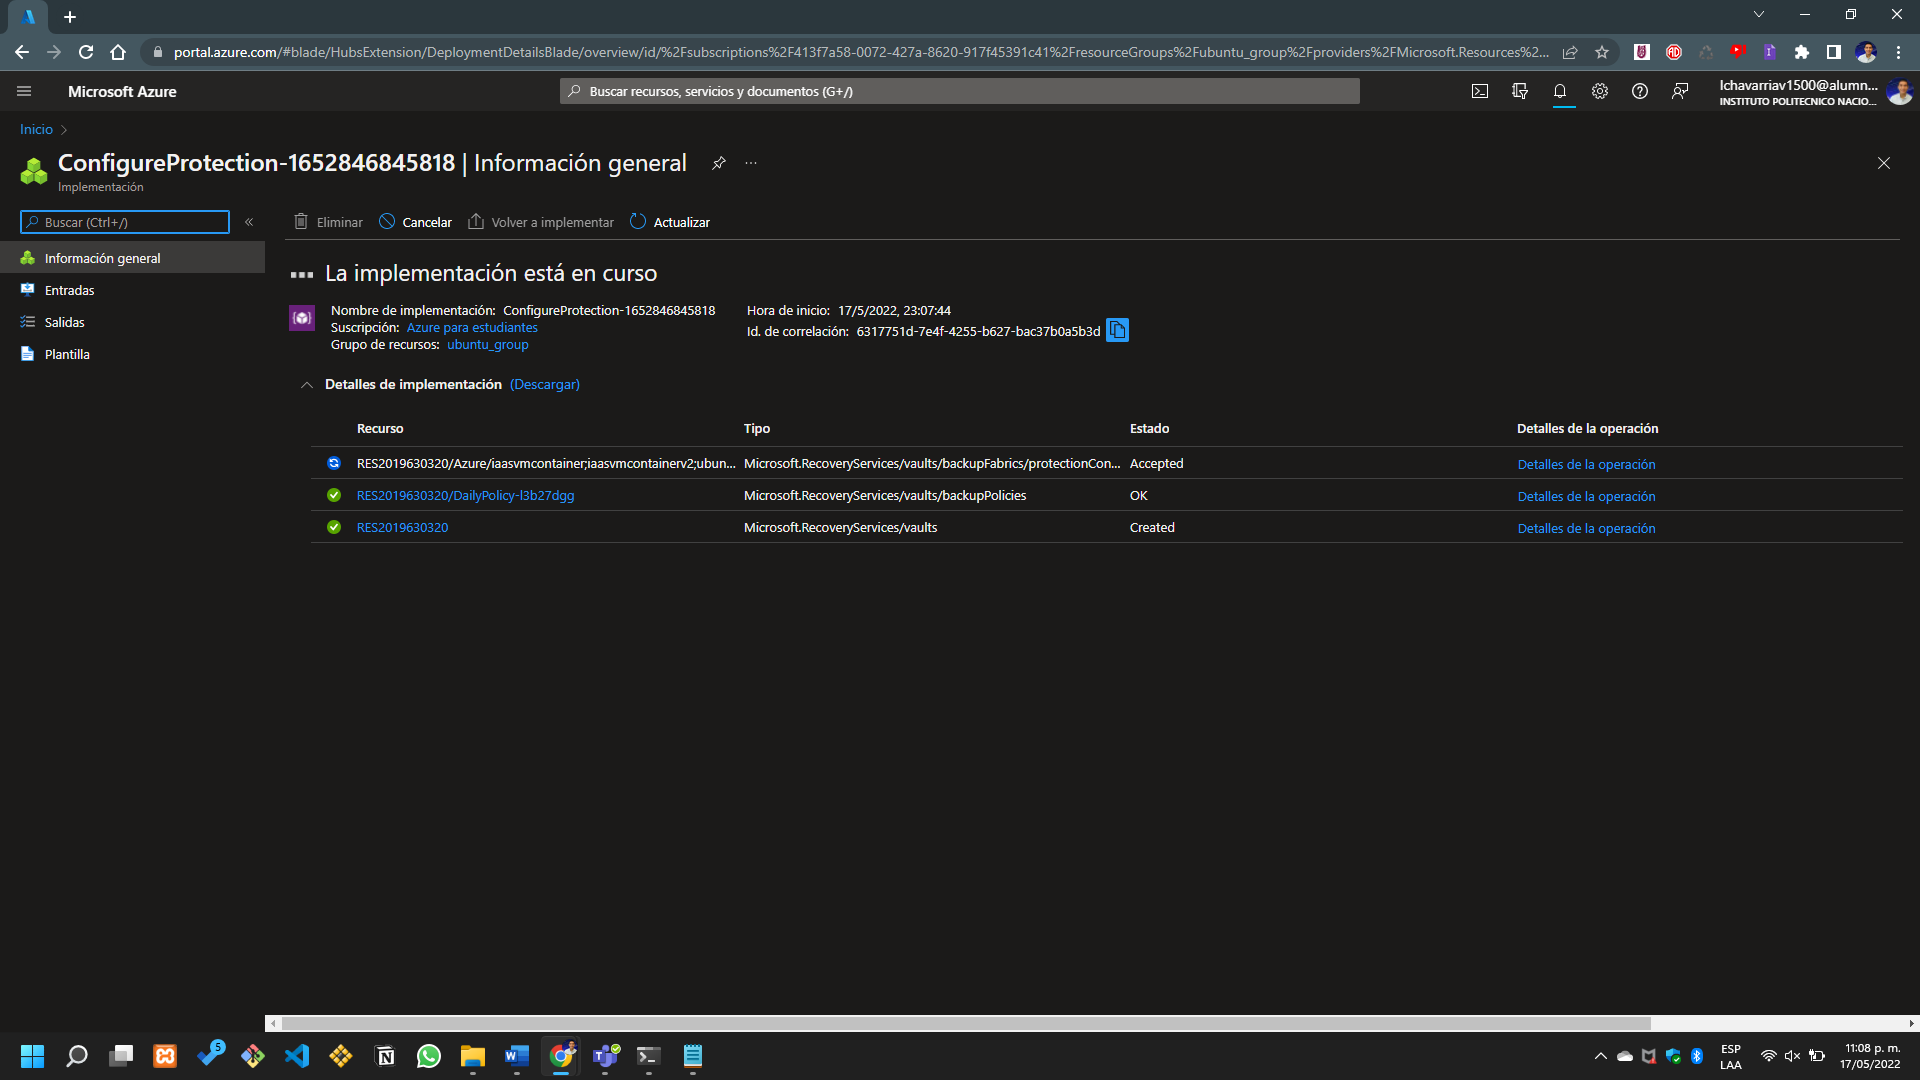 portal.azure.com/#blade/HubsExtension/DeploymentDetailsBlade/overview/id/%2Fsubscriptions%2F413f7a58-0072-427a-8620-917f45391c41%2FresourceGroups%2Fubuntu_group%2Fproviders%2FMicrosoft.Resources%2...
Microsoft Azure
Buscar recursos, servicios y documentos (G+/)
lchavarriav1500@alumn...
INSTITUTO POLITECNICO NACIO...
Inicio
ConfigureProtection-1652846845818 | Información general
Implementación
Buscar (Ctrl+/)
Eliminar
Cancelar
Volver a implementar
Actualizar
Información general
Entradas
Salidas
Plantilla
La implementación está en curso
Nombre de implementación: ConfigureProtection-1652846845818
Suscripción: Azure para estudiantes
Grupo de recursos: ubuntu_group
Hora de inicio: 17/5/2022, 23:07:44
Id. de correlación: 6317751d-7e4f-4255-b627-bac37b0a5b3d
Detalles de implementación (Descargar)
Recurso Tipo Estado Detalles de la operación
RES2019630320/Azure/iaasvmcontainer;iaasvmcontainerv2;ubun... Microsoft.RecoveryServices/vaults/backupFabrics/protectionCon... Accepted Detalles de la operación
RES2019630320/DailyPolicy-l3b27dgg Microsoft.RecoveryServices/vaults/backupPolicies OK Detalles de la operación
RES2019630320 Microsoft.RecoveryServices/vaults Created Detalles de la operación
5
ESP
LAA
11:08 p. m.
17/05/2022